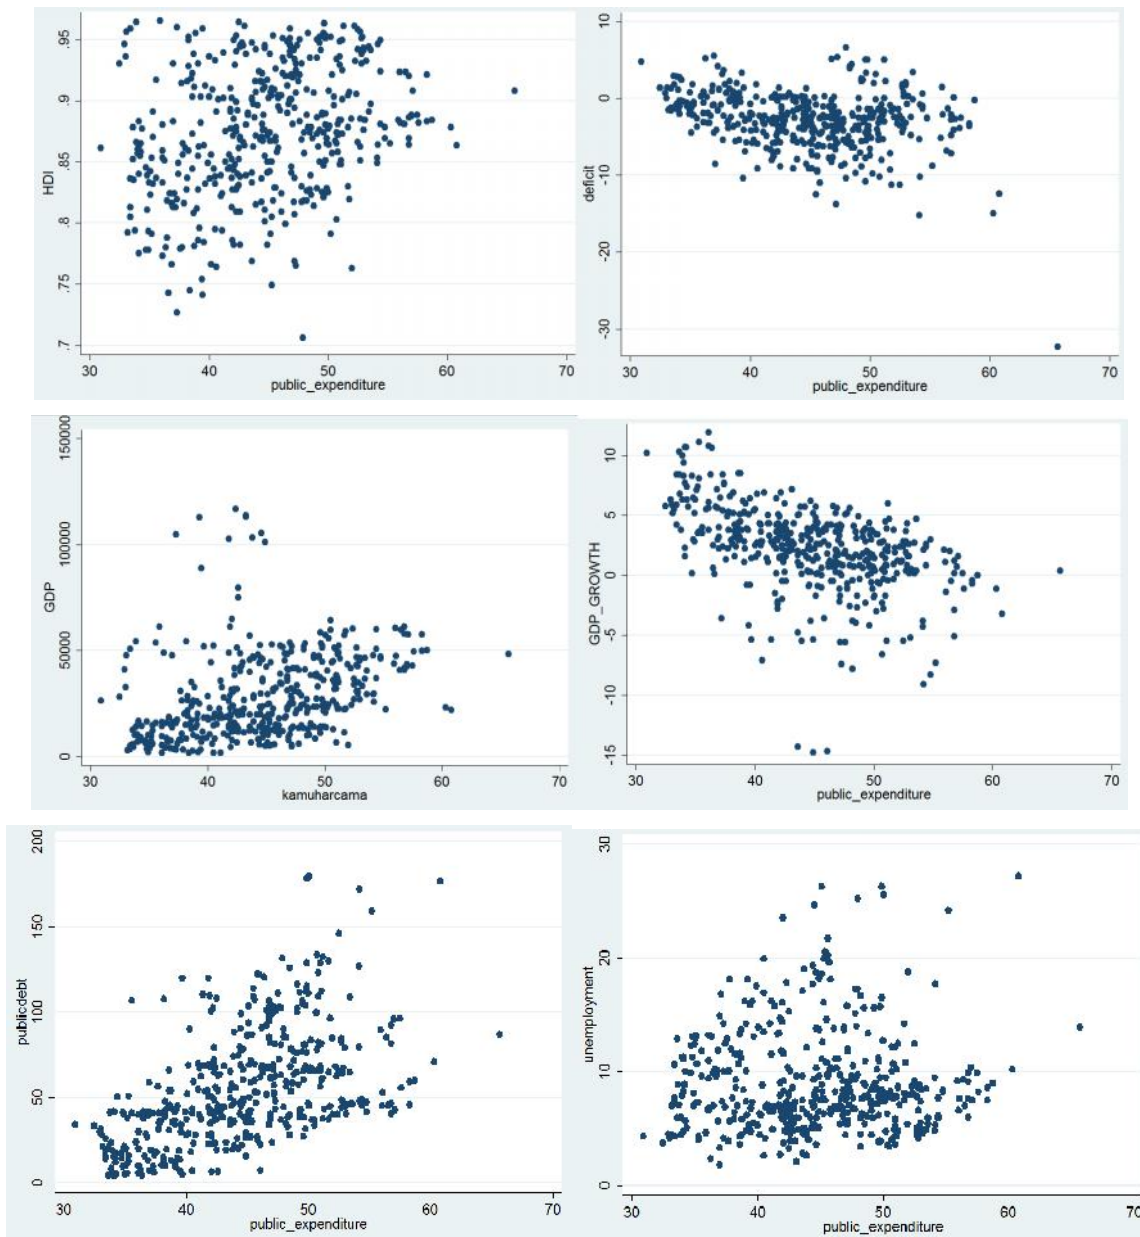 HDI
.95
.9
.85
.8
.75
.7
30 40 50 60 70
public_expenditure
deficit
10
0
-10
-20
-30
30 40 50 60 70
public_expenditure
GDP
150000
100000
50000
0
30 40 50 60 70
kamuharcama
GDP_GROWTH
10
5
0
-5
-10
-15
30 40 50 60 70
public_expenditure
publicdebt
200
150
100
50
0
30 40 50 60 70
public_expenditure
unemployment
30
20
10
0
30 40 50 60 70
public_expenditure